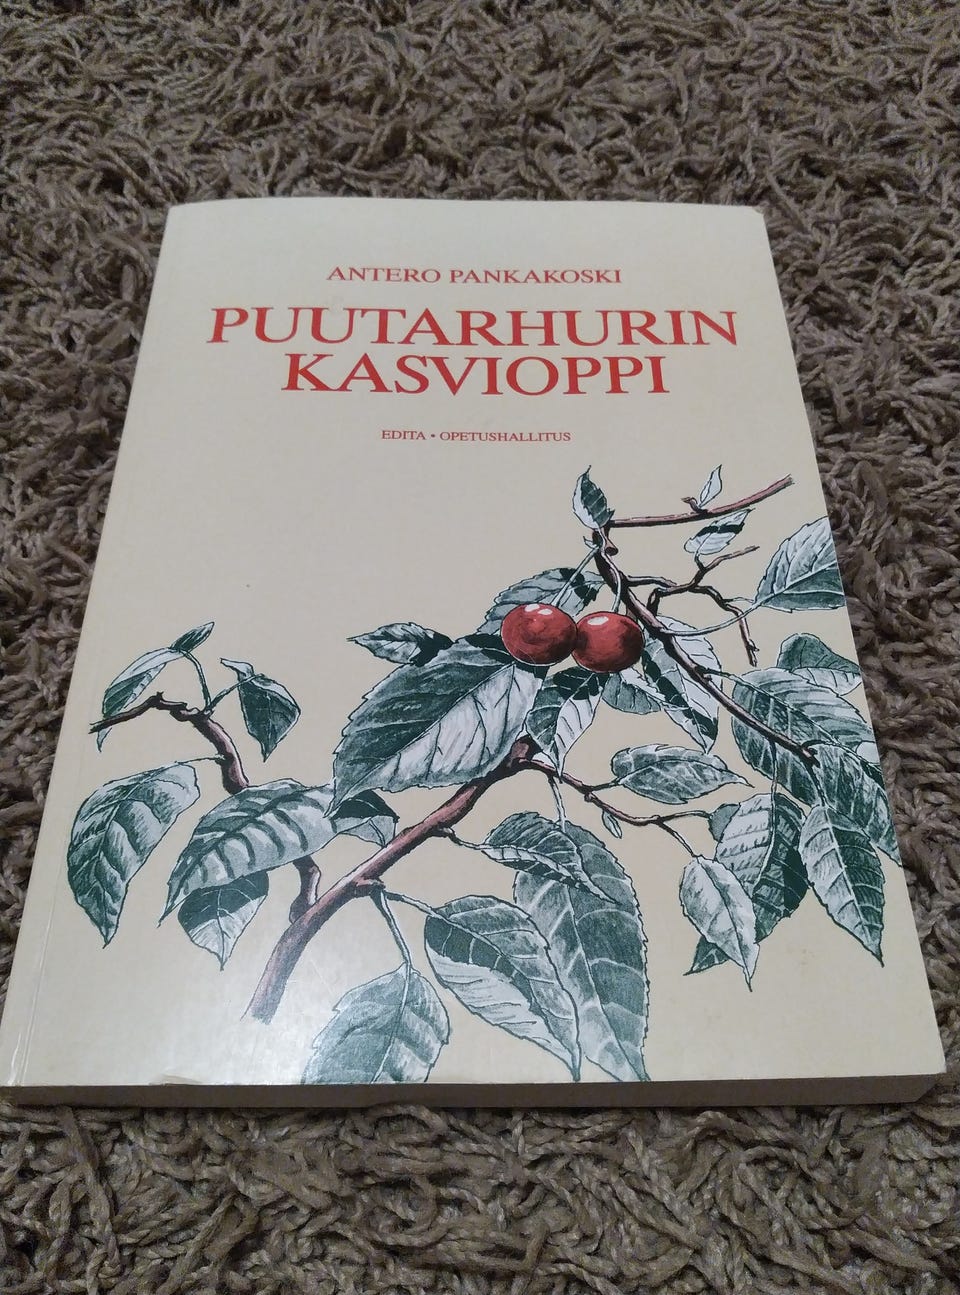 ANTERO PANKAKOSKI
PUUTARHURIN
KASVIOPPI
EDITA • OPETUSHALLITUS